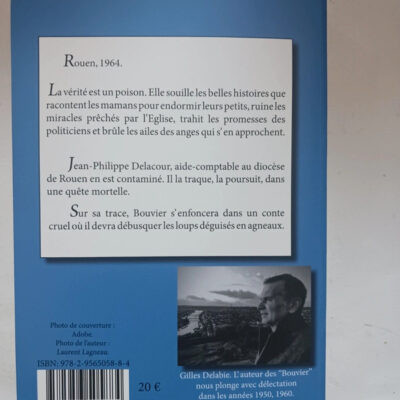 Rouen, 1964.
La vérité est un poison. Elle souille les belles histoires que
racontent les mamans pour endormir leurs petits, ruine les
miracles prêchés par l'Eglise, trahit les promesses des
politiciens et brûle les ailes des anges qui s'en approchent.
Jean-Philippe Delacour, aide-comptable au diocèse
de Rouen en est contaminé. Il la traque, la poursuit, dans
une quête mortelle.
Sur sa trace, Bouvier s'enfoncera dans un conte
cruel où il devra débusquer les loups déguisés en agneaux.
Photo de couverture :
Adobe
Photo de l'auteur :
Laurent Lagneau.
ISBN: 978-2-9565058-8-4
20 €
Gilles Delabie. L'auteur des "Bouvier"
nous plonge avec délectation
dans les années 1950, 1960.